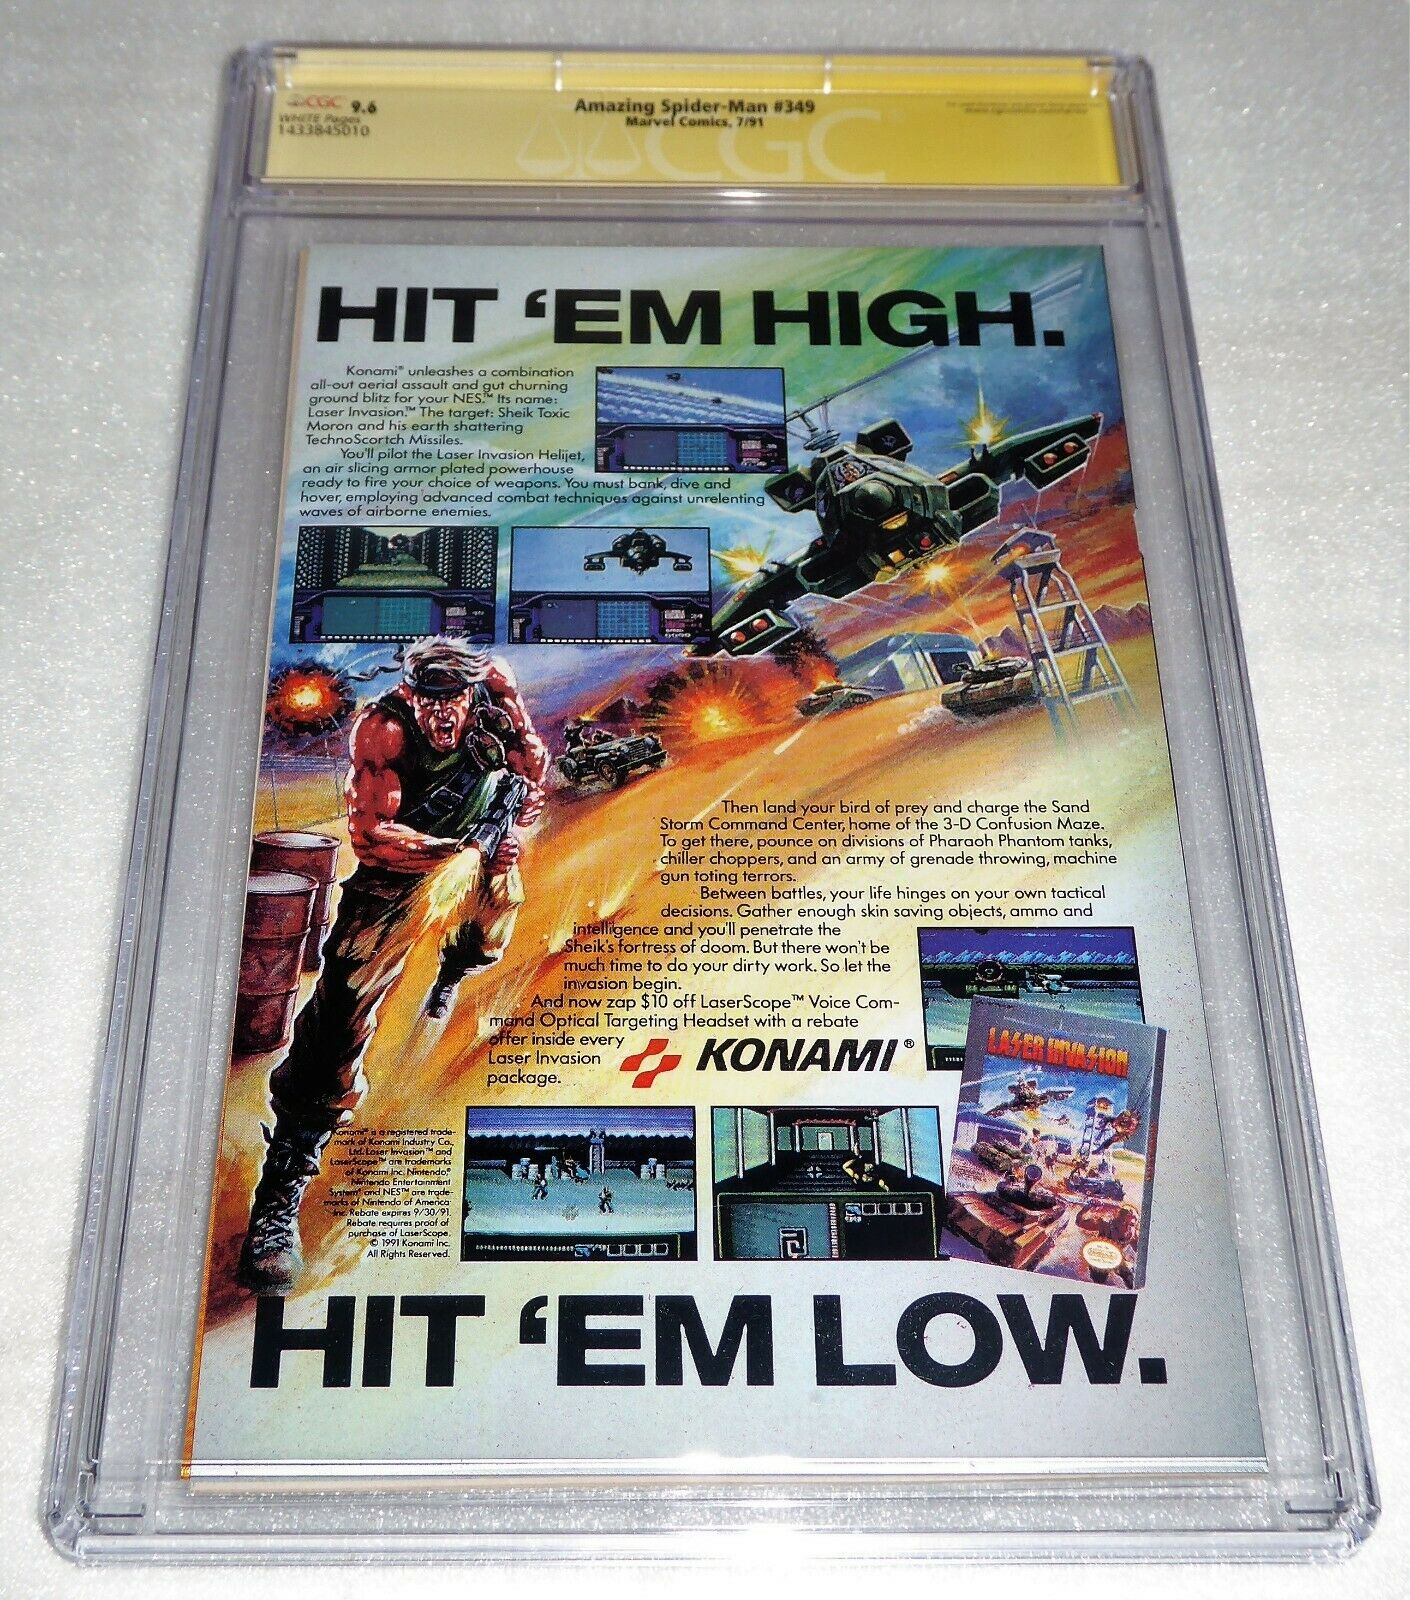 CGC 9.6
WHITE Pages
1433845010
Amazing Spider-Man #349
Marvel Comics, 7/91
CGC
HIT ‘EM HIGH.
Konami® unleashes a combination
all-out aerial assault and gut churning
ground blitz for your NES.™ Its name:
Laser Invasion.™ The target: Sheik Toxic
Moron and his earth shattering
TechnoScortch Missiles.
You'll pilot the Laser Invasion Helijet,
an air slicing armor plated powerhouse
ready to fire your choice of weapons. You must bank, dive and
hover, employing advanced combat techniques against unrelenting
waves of airborne enemies.
Then land your bird of prey and charge the Sand
Storm Command Center, home of the 3-D Confusion Maze.
To get there, pounce on divisions of Pharaoh Phantom tanks,
chiller choppers, and an army of grenade throwing, machine
gun toting terrors.
Between battles, your life hinges on your own tactical
decisions. Gather enough skin saving objects, ammo and
intelligence and you'll penetrate the
Sheik's fortress of doom. But there won't be
much time to do your dirty work. So let the
invasion begin.
And now zap $10 off LaserScope™ Voice Com-
mand Optical Targeting Headset with a rebate
offer inside every
Laser Invasion
package.
KONAMI®
LASER INVASION
Konami® is a registered trade-
mark of Konami Industry Co.,
Ltd. Laser Invasion™ and
LaserScope™ are trademarks
of Konami Inc. Nintendo,®
Nintendo Entertainment
System® and NES™ are trade-
marks of Nintendo of America
Inc. Rebate expires 9/30/91.
Rebate requires proof of
purchase of LaserScope.
© 1991 Konami Inc.
All Rights Reserved.
HIT ‘EM LOW.